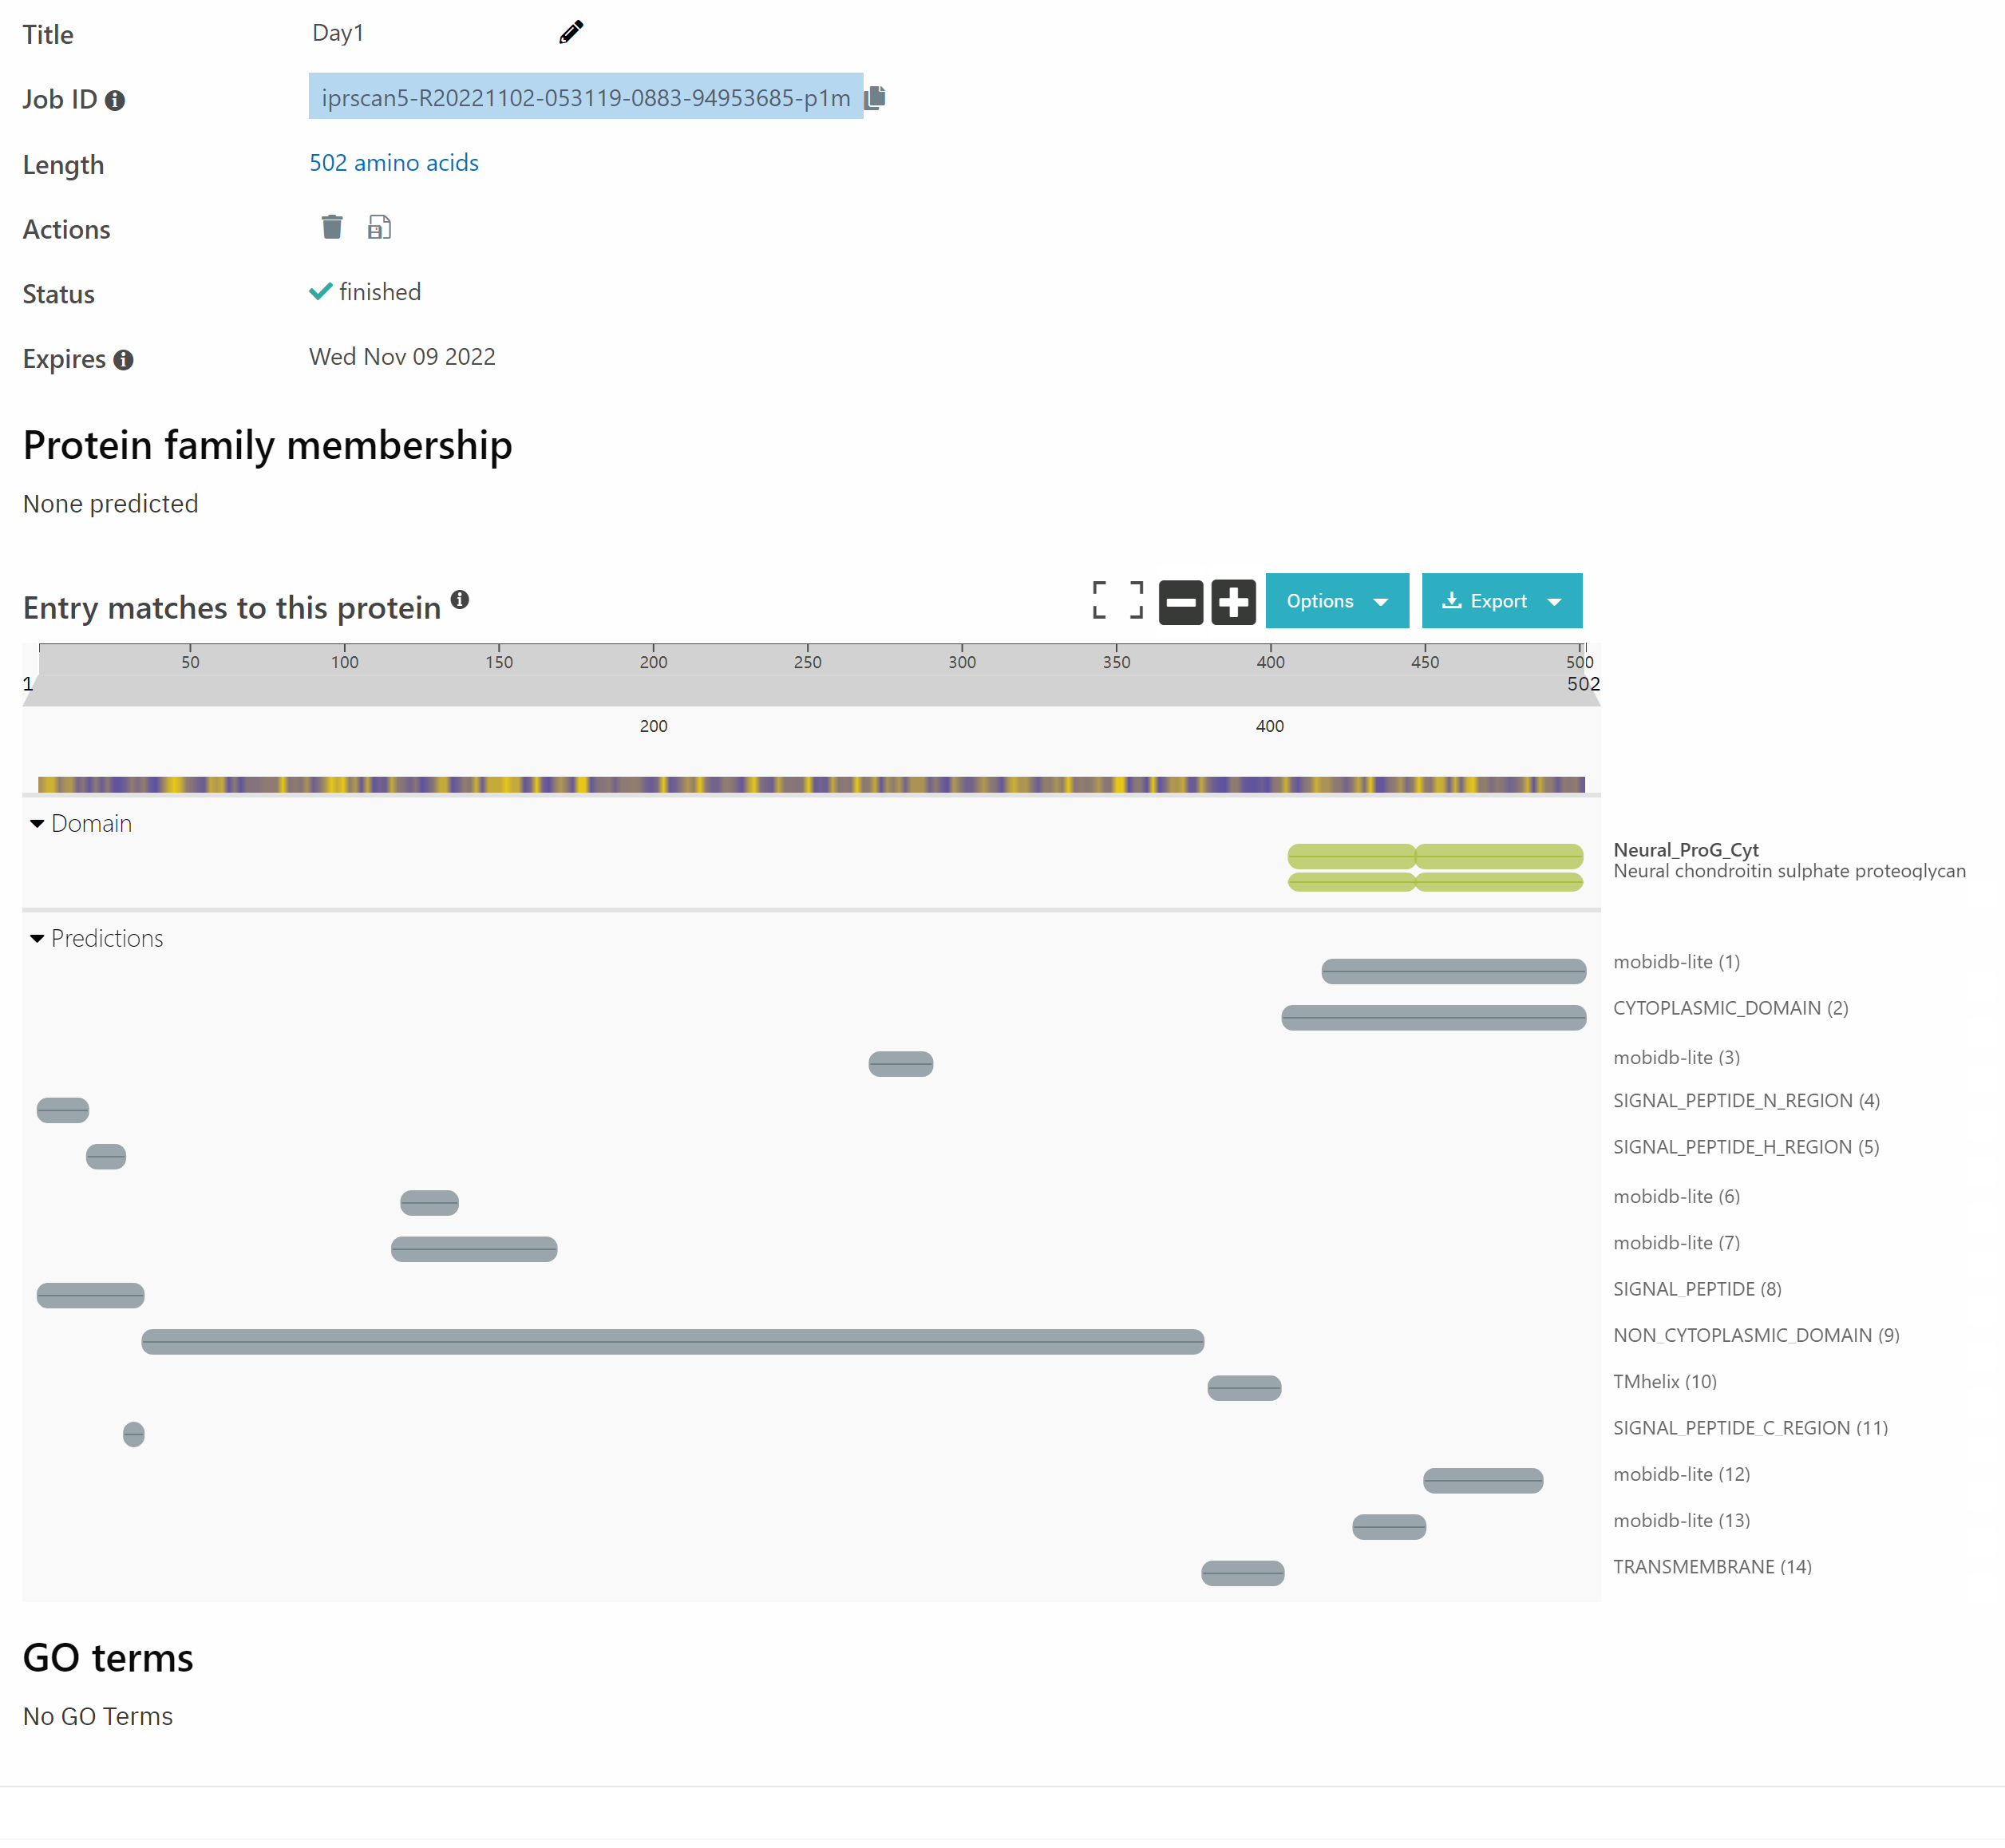 Title Day1
Job ID iprscan5-R20221102-053119-0883-94953685-p1m
Length 502 amino acids
Actions
Status finished
Expires Wed Nov 09 2022
Protein family membership
None predicted
Entry matches to this protein Options Export
50 100 150 200 250 300 350 400 450 500
1 502
200 400
Domain
Neural_ProG_Cyt
Neural chondroitin sulphate proteoglycan
Predictions
mobidb-lite (1)
CYTOPLASMIC_DOMAIN (2)
mobidb-lite (3)
SIGNAL_PEPTIDE_N_REGION (4)
SIGNAL_PEPTIDE_H_REGION (5)
mobidb-lite (6)
mobidb-lite (7)
SIGNAL_PEPTIDE (8)
NON_CYTOPLASMIC_DOMAIN (9)
TMhelix (10)
SIGNAL_PEPTIDE_C_REGION (11)
mobidb-lite (12)
mobidb-lite (13)
TRANSMEMBRANE (14)
GO terms
No GO Terms